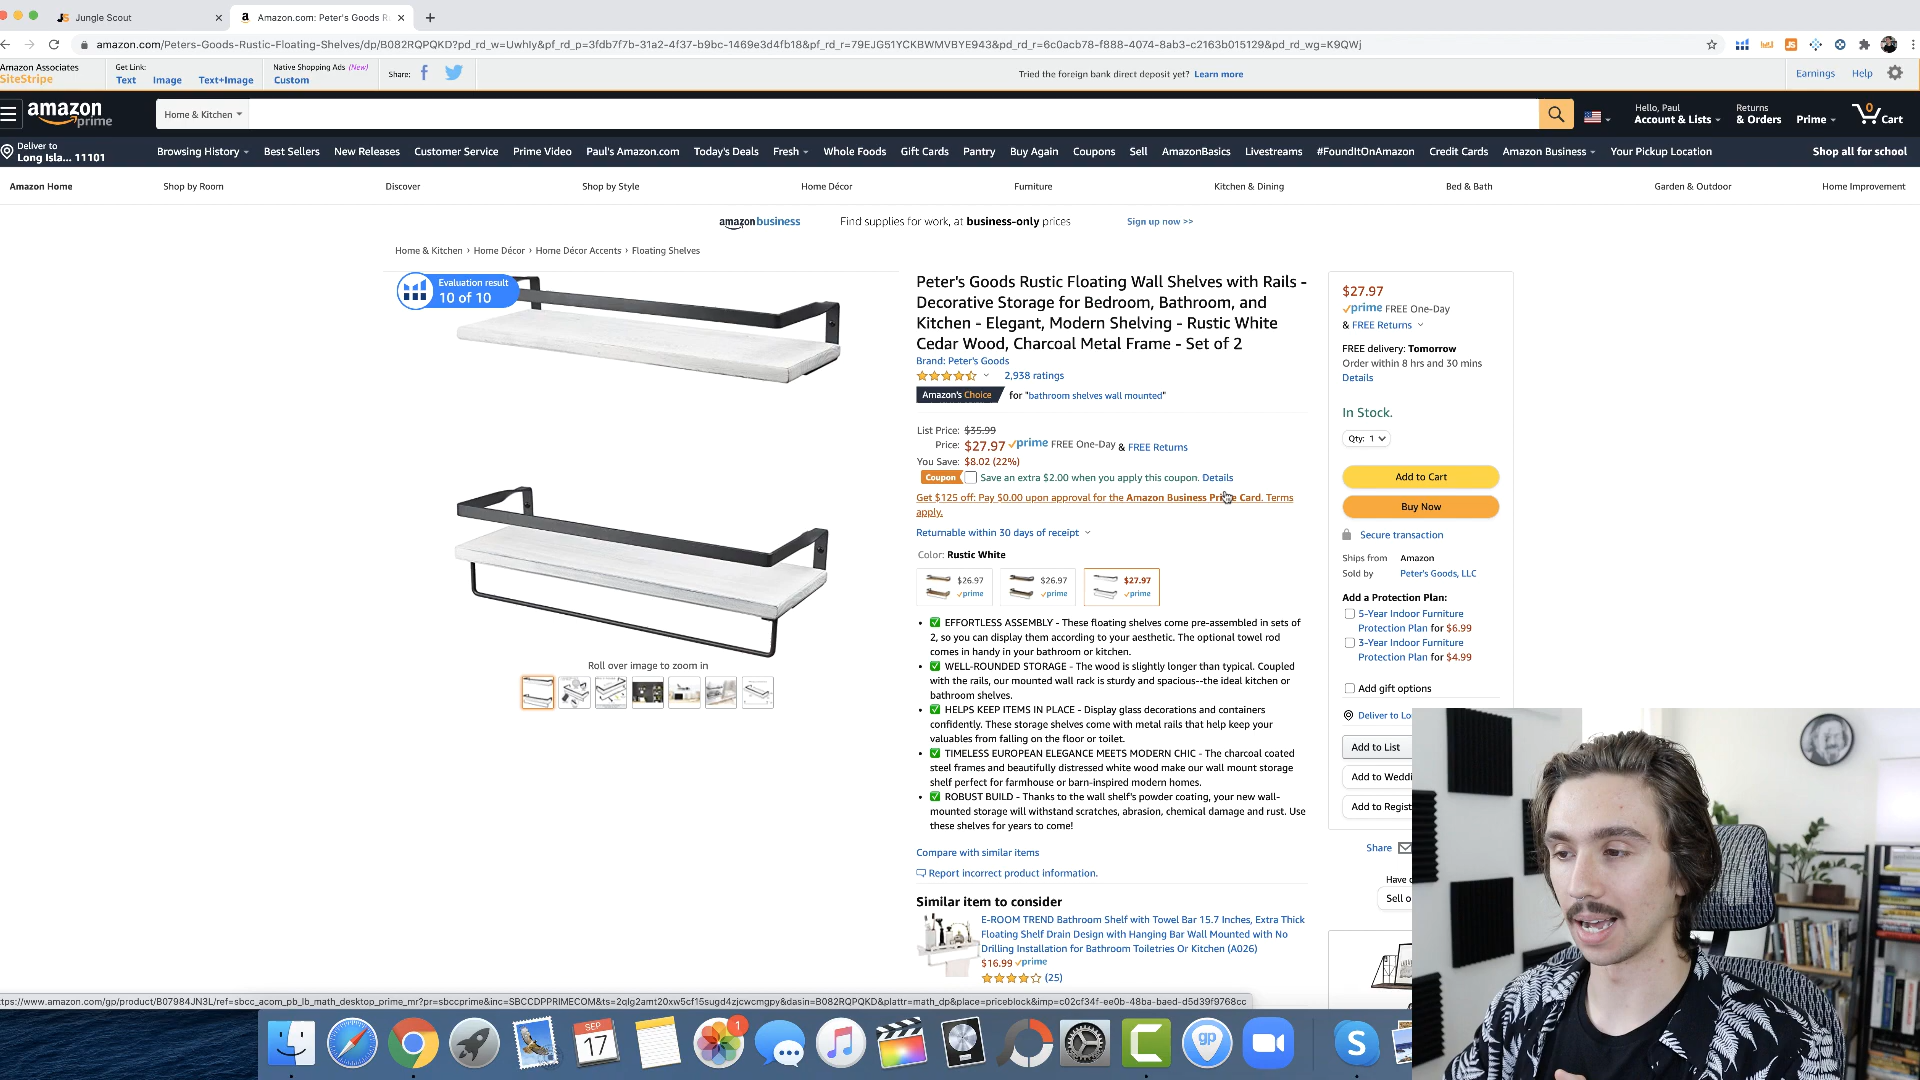 Jungle Scout
Amazon.com: Peter's Goods R
amazon.com/Peters-Goods-Rustic-Floating-Shelves/dp/B082RQPQKD?pd_rd_w=UwhIy&pf_rd_p=3fdb7f7b-31a2-4f37-b9bc-1469e3d4fb18&pf_rd_r=79EJG51YCKBWMVBYE943&pd_rd_r=6c0acb78-f888-4074-8ab3-c2163b015129&pd_rd_wg=K9QWj
Amazon Associates
SiteStripe
Get Link:
Text Image Text+Image
Native Shopping Ads (New)
Custom
Share:
Tried the foreign bank direct deposit yet? Learn more
Earnings Help
amazon
prime
Home & Kitchen
Hello, Paul
Account & Lists
Returns
& Orders
Prime
0
Cart
Deliver to
Long Isla... 11101
Browsing History Best Sellers New Releases Customer Service Prime Video Paul's Amazon.com Today's Deals Fresh Whole Foods Gift Cards Pantry Buy Again Coupons Sell AmazonBasics Livestreams #FoundItOnAmazon Credit Cards Amazon Business Your Pickup Location Shop all for school
Amazon Home Shop by Room Discover Shop by Style Home Décor Furniture Kitchen & Dining Bed & Bath Garden & Outdoor Home Improvement
amazon business Find supplies for work, at business-only prices Sign up now >>
Home & Kitchen › Home Décor › Home Décor Accents › Floating Shelves
Evaluation result
10 of 10
Roll over image to zoom in
Peter's Goods Rustic Floating Wall Shelves with Rails -
Decorative Storage for Bedroom, Bathroom, and
Kitchen - Elegant, Modern Shelving - Rustic White
Cedar Wood, Charcoal Metal Frame - Set of 2
Brand: Peter's Goods
2,938 ratings
Amazon's Choice for "bathroom shelves wall mounted"
List Price: $35.99
Price: $27.97 prime FREE One-Day & FREE Returns
You Save: $8.02 (22%)
Coupon Save an extra $2.00 when you apply this coupon. Details
Get $125 off: Pay $0.00 upon approval for the Amazon Business Prime Card. Terms
apply.
Returnable within 30 days of receipt
Color: Rustic White
$26.97
prime
$26.97
prime
$27.97
prime
• ✅ EFFORTLESS ASSEMBLY - These floating shelves come pre-assembled in sets of
2, so you can display them according to your aesthetic. The optional towel rod
comes in handy in your bathroom or kitchen.
• ✅ WELL-ROUNDED STORAGE - The wood is slightly longer than typical. Coupled
with the rails, our mounted wall rack is sturdy and spacious--the ideal kitchen or
bathroom shelves.
• ✅ HELPS KEEP ITEMS IN PLACE - Display glass decorations and containers
confidently. These storage shelves come with metal rails that help keep your
valuables from falling on the floor or toilet.
• ✅ TIMELESS EUROPEAN ELEGANCE MEETS MODERN CHIC - The charcoal coated
steel frames and beautifully distressed white wood make our wall mount storage
shelf perfect for farmhouse or barn-inspired modern homes.
• ✅ ROBUST BUILD - Thanks to the wall shelf's powder coating, your new wall-
mounted storage will withstand scratches, abrasion, chemical damage and rust. Use
these shelves for years to come!
Compare with similar items
Report incorrect product information.
Similar item to consider
E-ROOM TREND Bathroom Shelf with Towel Bar 15.7 Inches, Extra Thick
Floating Shelf Drain Design with Hanging Bar Wall Mounted with No
Drilling Installation for Bathroom Toiletries Or Kitchen (A026)
$16.99 prime
(25)
$27.97
prime FREE One-Day
& FREE Returns
FREE delivery: Tomorrow
Order within 8 hrs and 30 mins
Details
In Stock.
Qty: 1
Add to Cart
Buy Now
Secure transaction
Ships from Amazon
Sold by Peter's Goods, LLC
Add a Protection Plan:
5-Year Indoor Furniture
Protection Plan for $6.99
3-Year Indoor Furniture
Protection Plan for $4.99
Add gift options
Deliver to Lo
Add to List
Add to Weddi
Add to Regist
Share
Have
Sell o
tps://www.amazon.com/gp/product/B07984JN3L/ref=sbcc_acom_pb_lb_math_desktop_prime_mr?pr=sbccprime&inc=SBCCDPPRIMECOM&ts=2qlg2amt20xw5cf15sugd4zjcwcmgpy&dasin=B082RQPQKD&plattr=math_dp&place=priceblock&imp=c02cf34f-ee0b-48ba-baed-d5d39f9768cc
SEP
17
1
gp